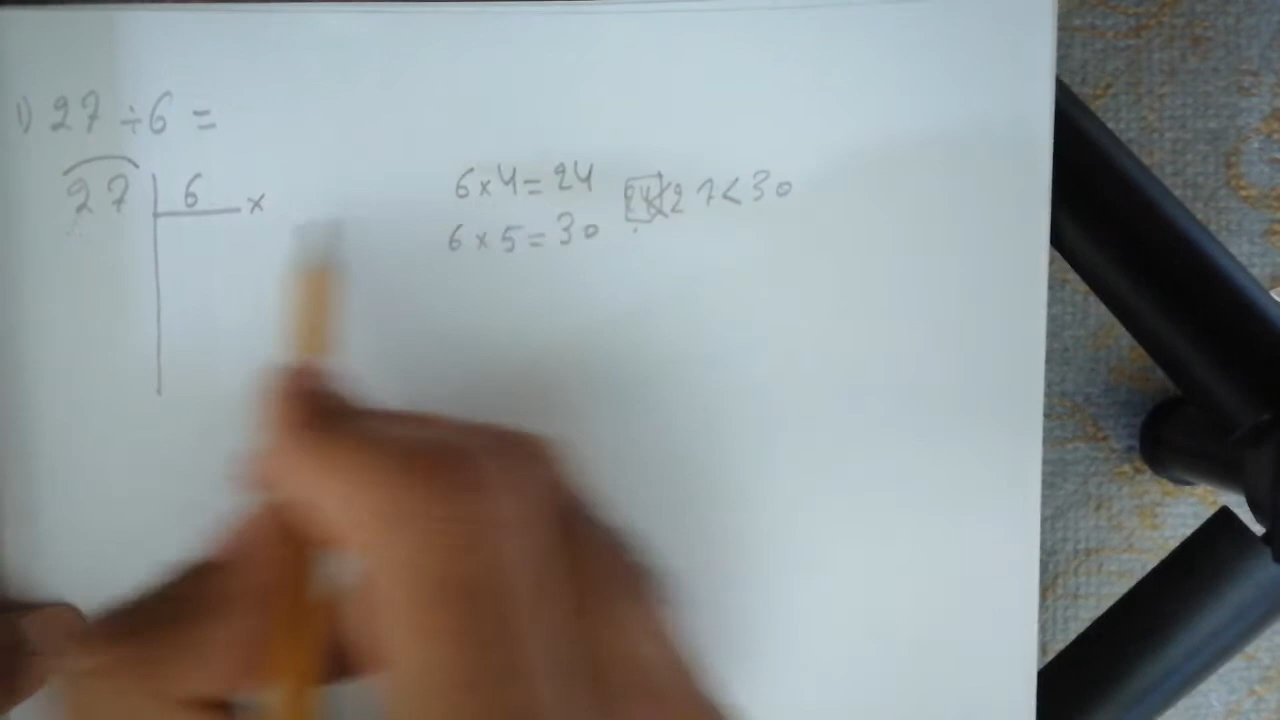 1) 27 ÷ 6 =
27 | 6 ×
6 × 4 = 24
24 < 27 < 30
6 × 5 = 30